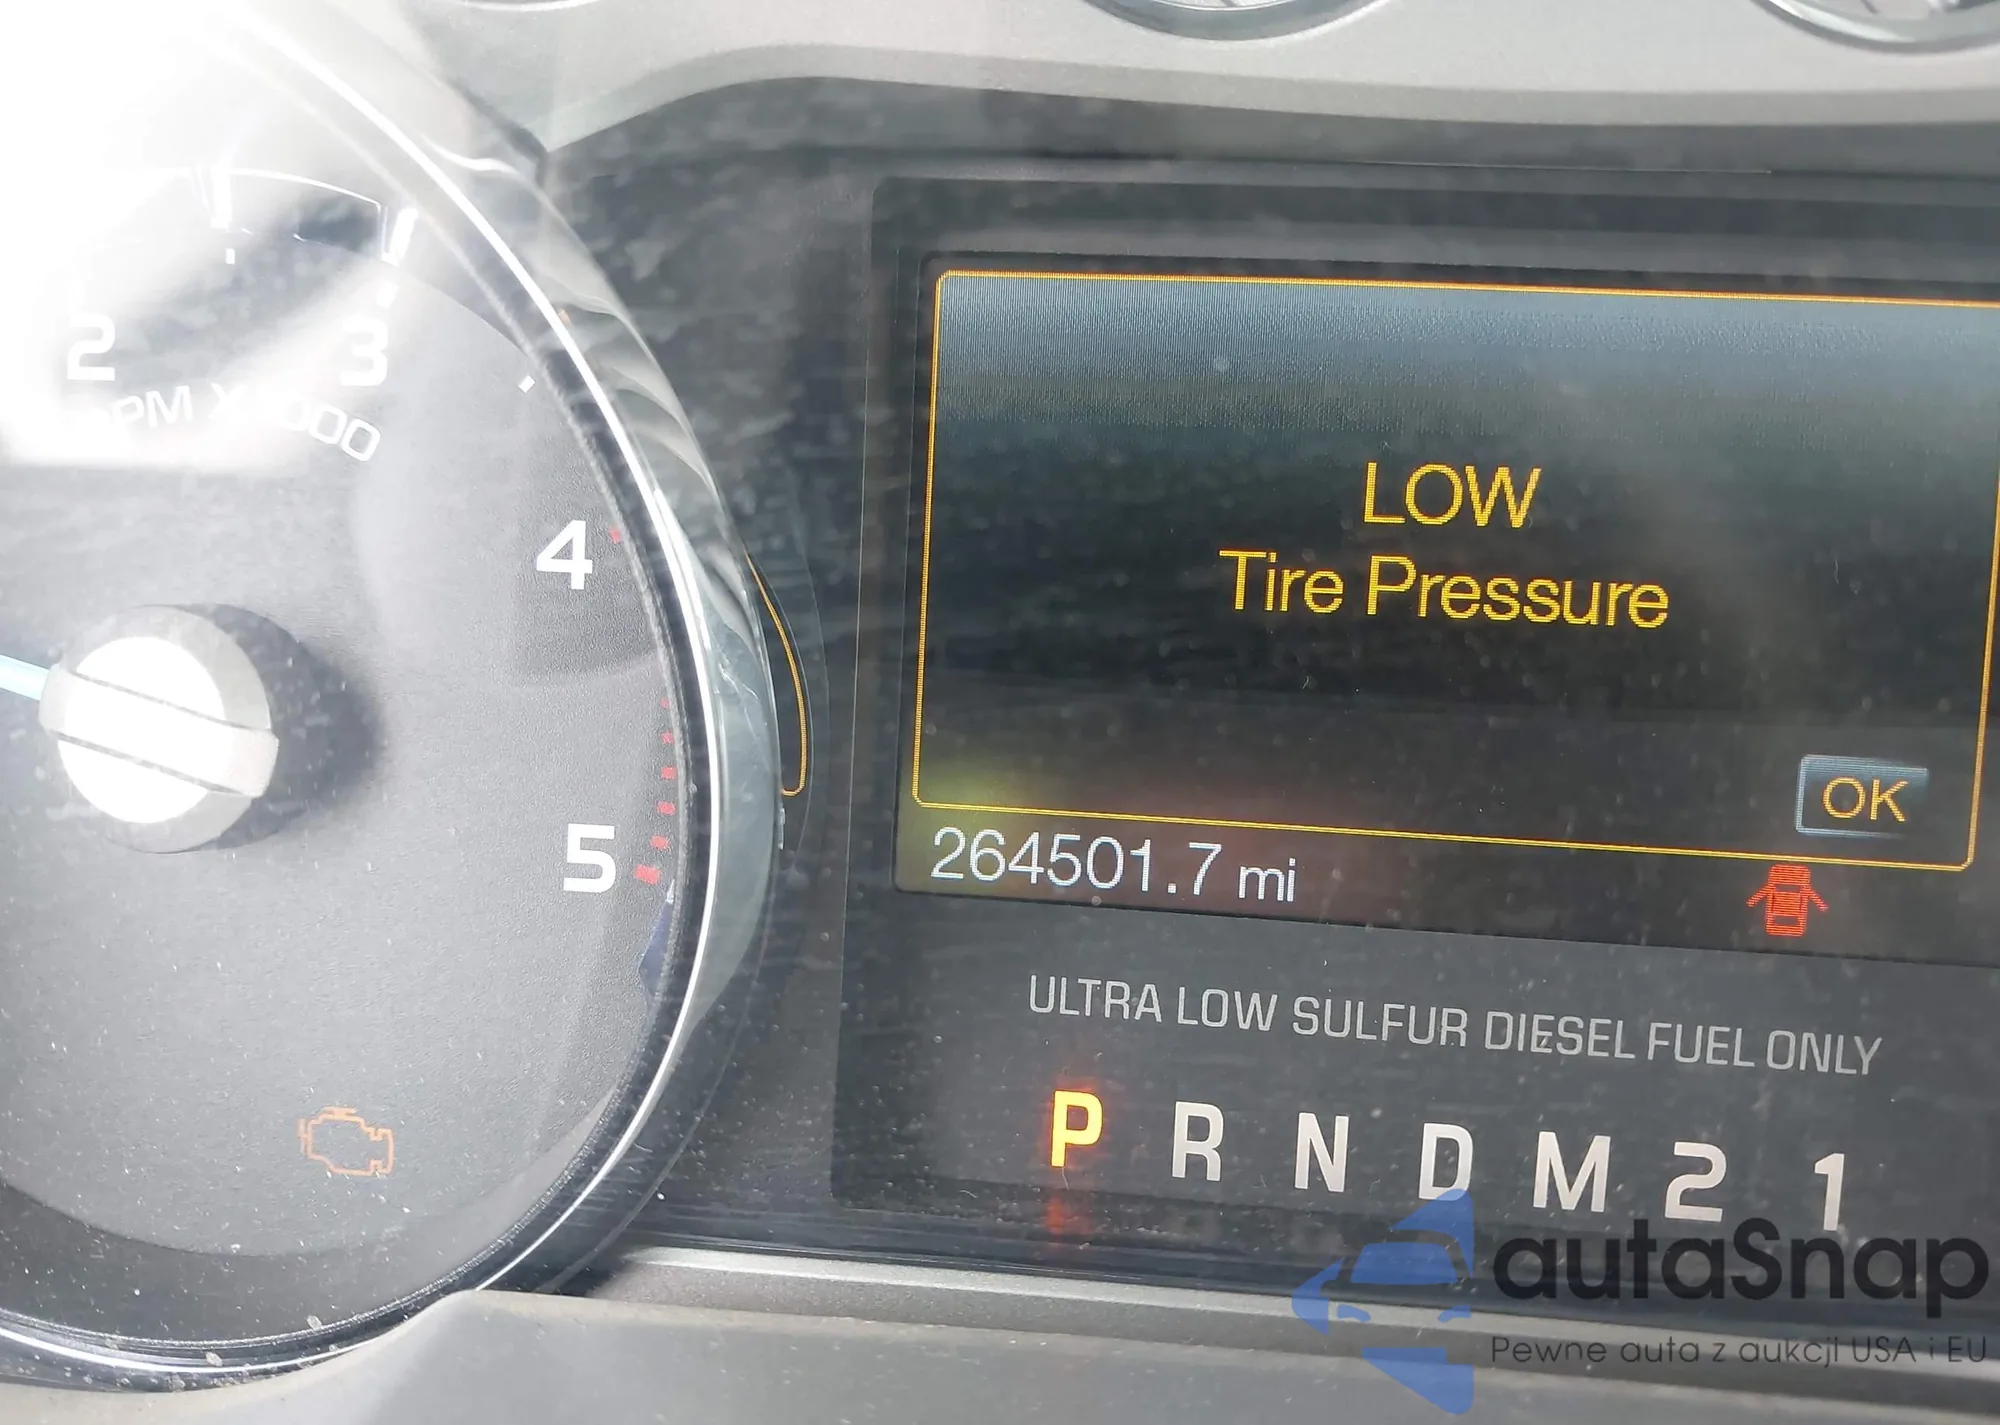 2 3
RPM X 1000
4
5
LOW
Tire Pressure
OK
264501.7 mi
ULTRA LOW SULFUR DIESEL FUEL ONLY
P R N D M 2 1
autaSnap
Pewne auta z aukcji USA i EU